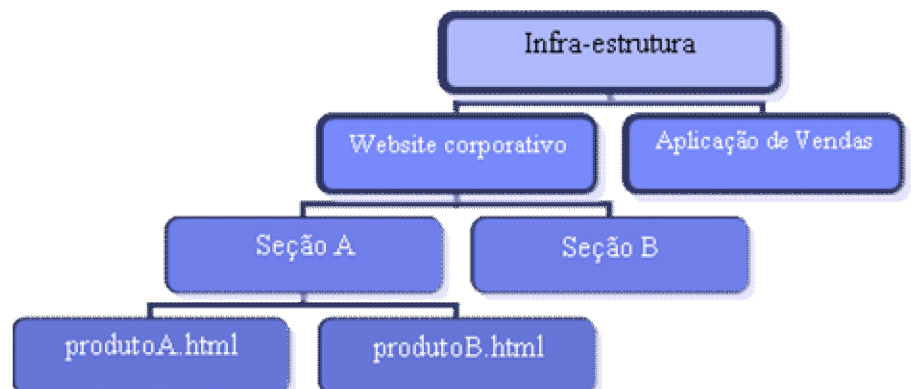 Infra-estrutura
Website corporativo
Aplicação de Vendas
Seção A
Seção B
produtoA.html
produtoB.html